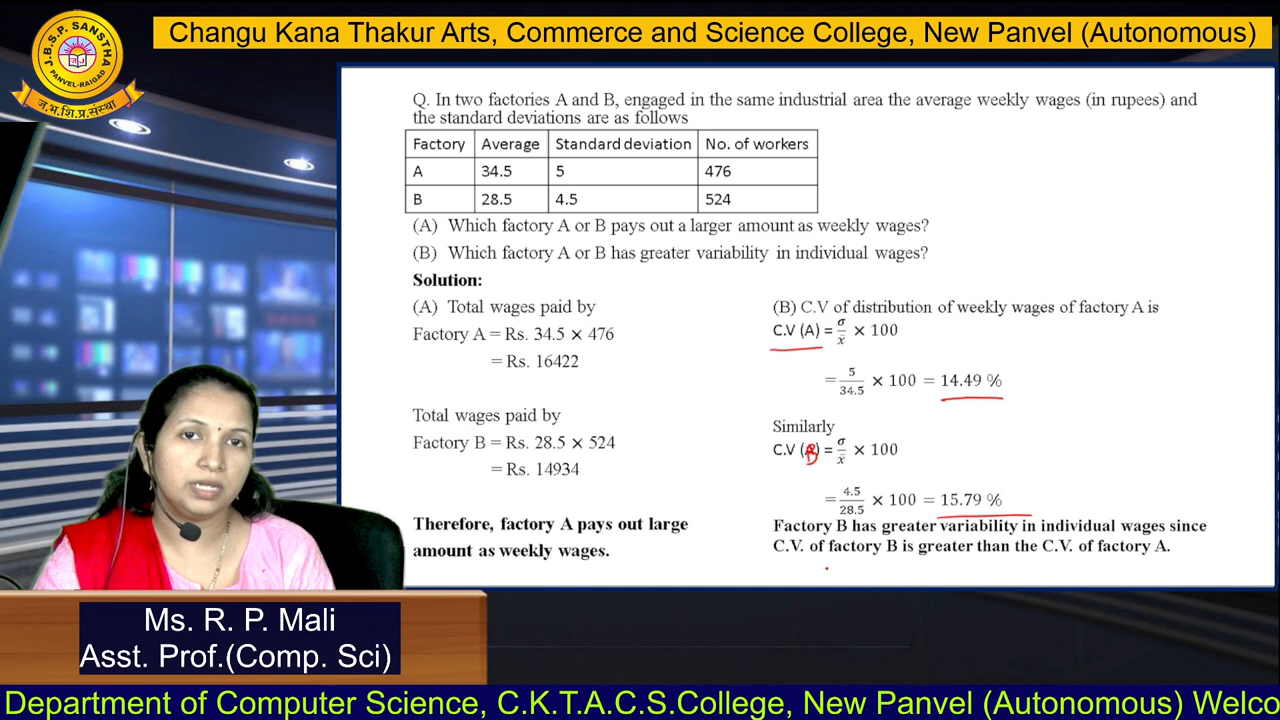 Changu Kana Thakur Arts, Commerce and Science College, New Panvel (Autonomous)
J.B.S.P. SANSTHA
PANVEL-RAIGAD
ज.भ.शि.प्र.संस्था
Q. In two factories A and B, engaged in the same industrial area the average weekly wages (in rupees) and
the standard deviations are as follows
Factory Average Standard deviation No. of workers
A 34.5 5 476
B 28.5 4.5 524
(A) Which factory A or B pays out a larger amount as weekly wages?
(B) Which factory A or B has greater variability in individual wages?
Solution:
(A) Total wages paid by
Factory A = Rs. 34.5 × 476
= Rs. 16422
Total wages paid by
Factory B = Rs. 28.5 × 524
= Rs. 14934
Therefore, factory A pays out large
amount as weekly wages.
(B) C.V of distribution of weekly wages of factory A is
C.V (A) = σ/x̄ × 100
= 5/34.5 × 100 = 14.49 %
Similarly
C.V (B) = σ/x̄ × 100
= 4.5/28.5 × 100 = 15.79 %
Factory B has greater variability in individual wages since
C.V. of factory B is greater than the C.V. of factory A.
Ms. R. P. Mali
Asst. Prof.(Comp. Sci)
Department of Computer Science, C.K.T.A.C.S.College, New Panvel (Autonomous) Welco